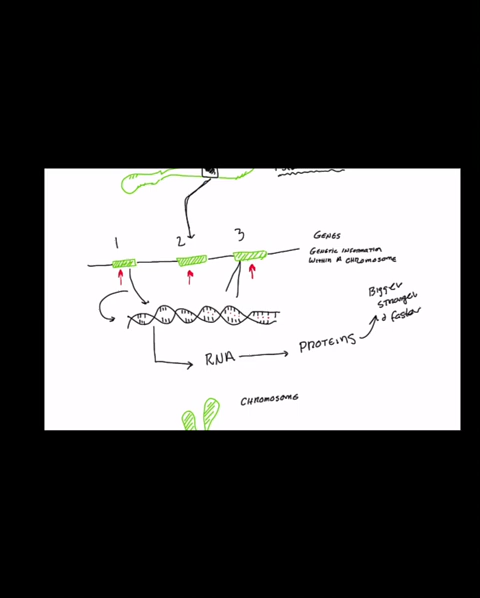 1 2 3
GENES
GENETIC INFORMATION
WITHIN A CHROMOSOME
Bigger
stronger
& faster
RNA
PROTEINS
CHROMOSOME